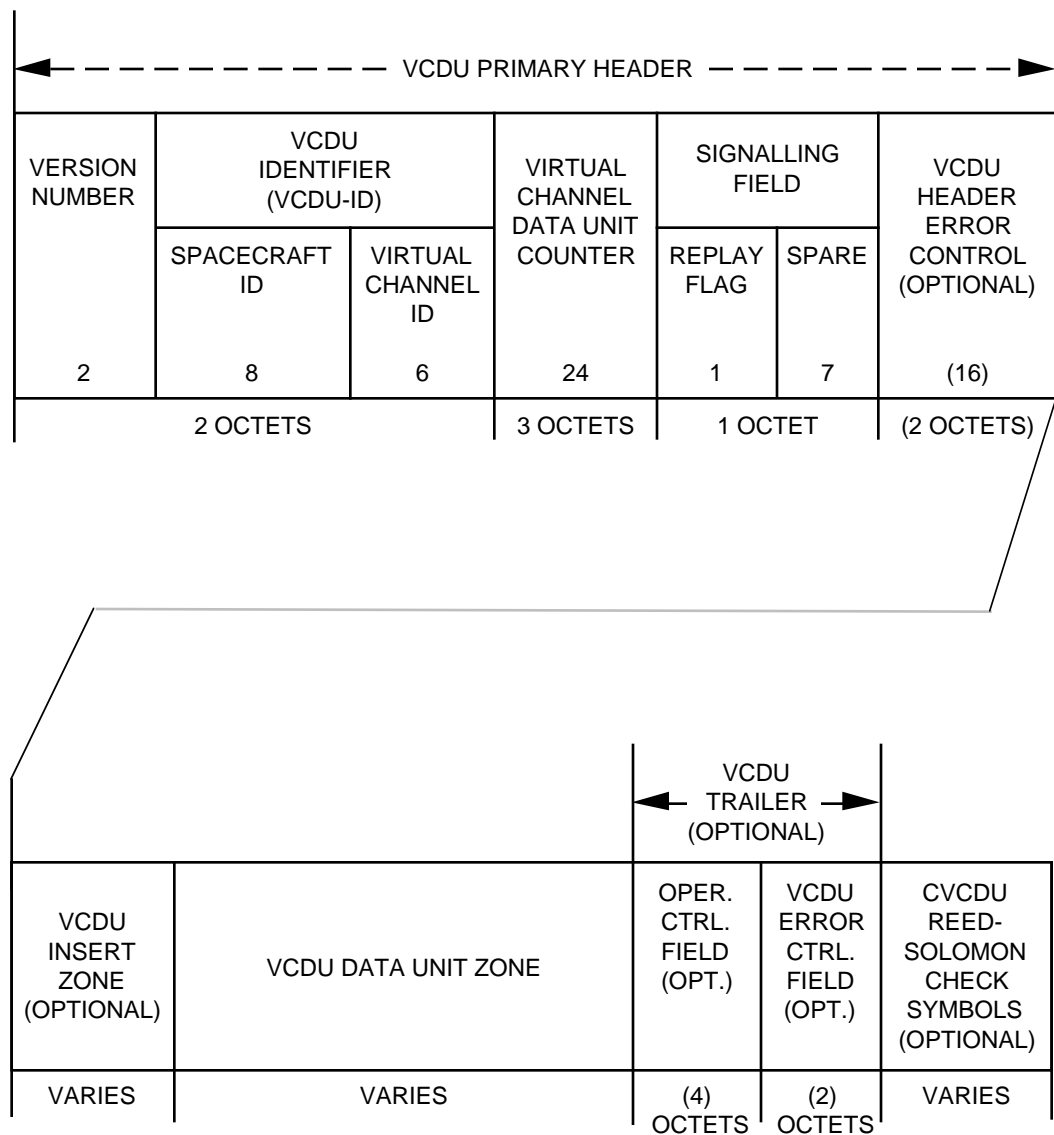 VCDU PRIMARY HEADER
VERSION
NUMBER
2
VCDU
IDENTIFIER
(VCDU-ID)
SPACECRAFT
ID
8
VIRTUAL
CHANNEL
ID
6
VIRTUAL
CHANNEL
DATA UNIT
COUNTER
24
SIGNALLING
FIELD
REPLAY
FLAG
1
SPARE
7
VCDU
HEADER
ERROR
CONTROL
(OPTIONAL)
(16)
2 OCTETS
3 OCTETS
1 OCTET
(2 OCTETS)
VCDU
TRAILER
(OPTIONAL)
VCDU
INSERT
ZONE
(OPTIONAL)
VCDU DATA UNIT ZONE
OPER.
CTRL.
FIELD
(OPT.)
VCDU
ERROR
CTRL.
FIELD
(OPT.)
CVCDU
REED-
SOLOMON
CHECK
SYMBOLS
(OPTIONAL)
VARIES
VARIES
(4)
OCTETS
(2)
OCTETS
VARIES